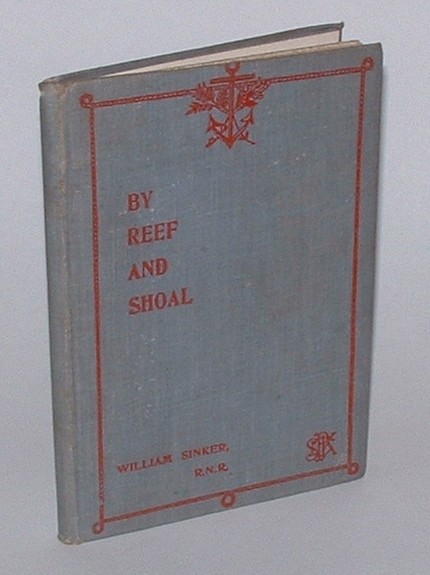 BY
REEF
AND
SHOAL
WILLIAM SINKER,
R.N.R.